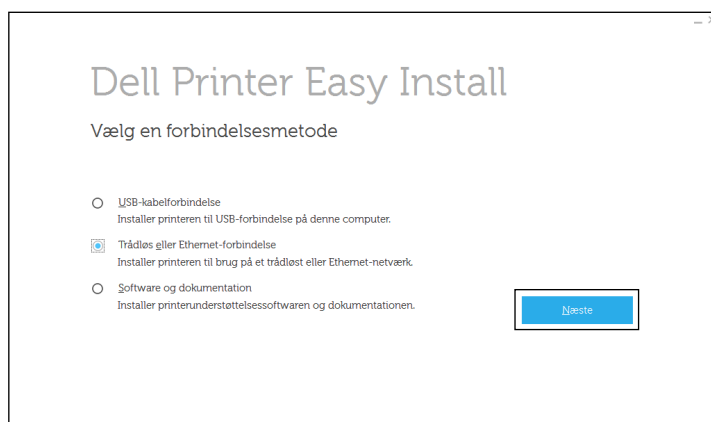 Dell Printer Easy Install
Vælg en forbindelsesmetode
USB-kabelforbindelse
Installer printeren til USB-forbindelse på denne computer.
Trådløs eller Ethernet-forbindelse
Installer printeren til brug på et trådløst eller Ethernet-netværk.
Software og dokumentation
Installer printerunderstøttelsessoftwaren og dokumentationen.
Næste